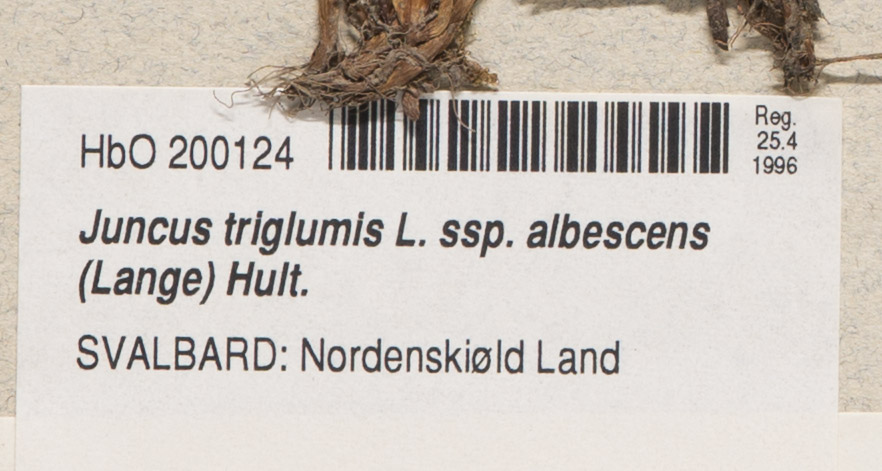 HbO 200124
Reg.
25.4
1996
Juncus triglumis L. ssp. albescens
(Lange) Hult.
SVALBARD: Nordenskiøld Land